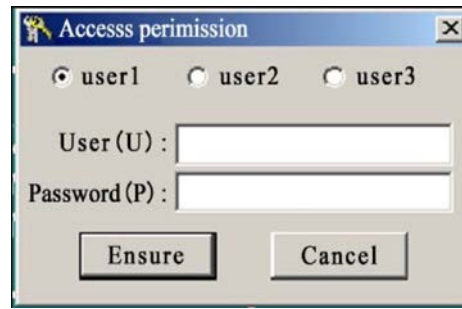 Accesss perimission
user1 user2 user3
User(U) :
Password(P) :
Ensure Cancel